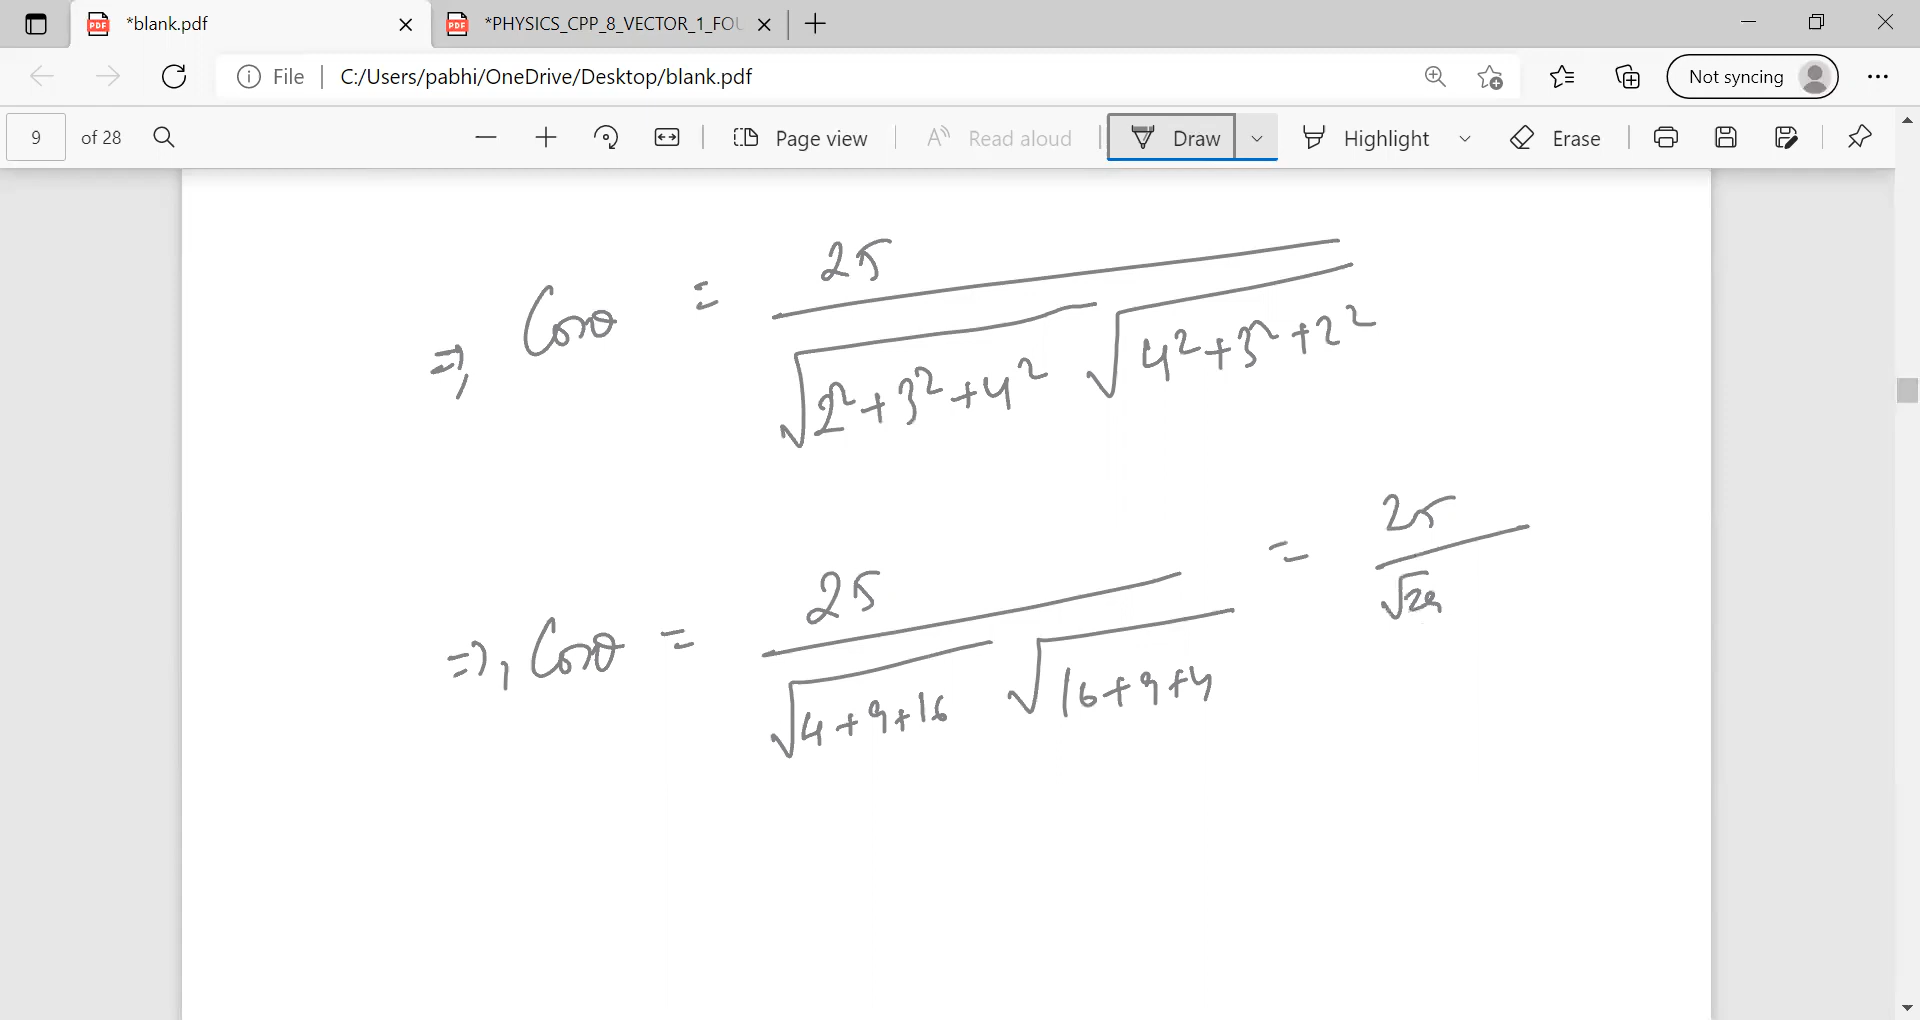 *blank.pdf
*PHYSICS_CPP_8_VECTOR_1_FOU
File
C:/Users/pabhi/OneDrive/Desktop/blank.pdf
Not syncing
9 of 28
Page view
Read aloud
Draw
Highlight
Erase
⇒, Cosθ = 25 / √(2²+3²+4²) √(4²+3²+2²)
⇒, Cosθ = 25 / √(4+9+16) √(16+9+4) = 25 / √29